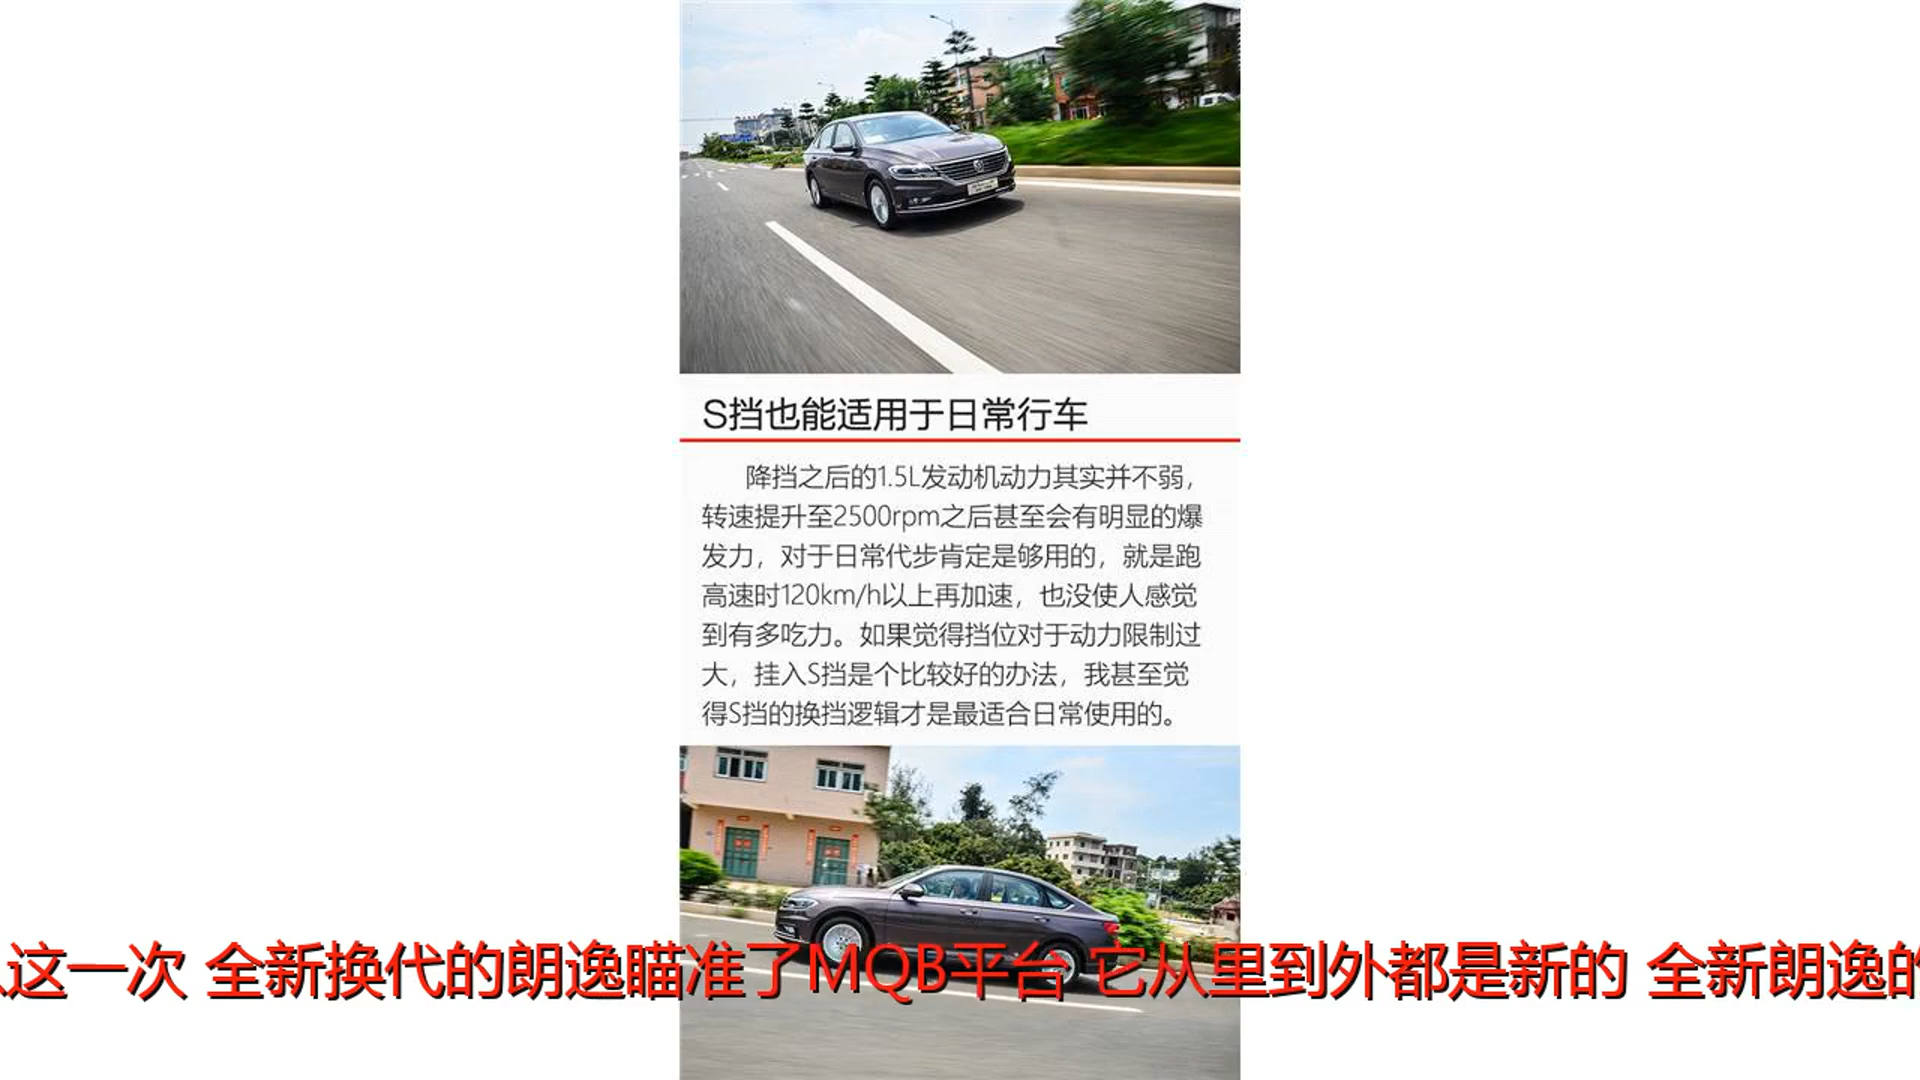 S挡也能适用于日常行车
降挡之后的1.5L发动机动力其实并不弱，
转速提升至2500rpm之后甚至会有明显的爆
发力，对于日常代步肯定是够用的，就是跑
高速时120km/h以上再加速，也没使人感觉
到有多吃力。如果觉得挡位对于动力限制过
大，挂入S挡是个比较好的办法，我甚至觉
得S挡的换挡逻辑才是最适合日常使用的。
这一次 全新换代的朗逸瞄准了MQB平台 它从里到外都是新的 全新朗逸的